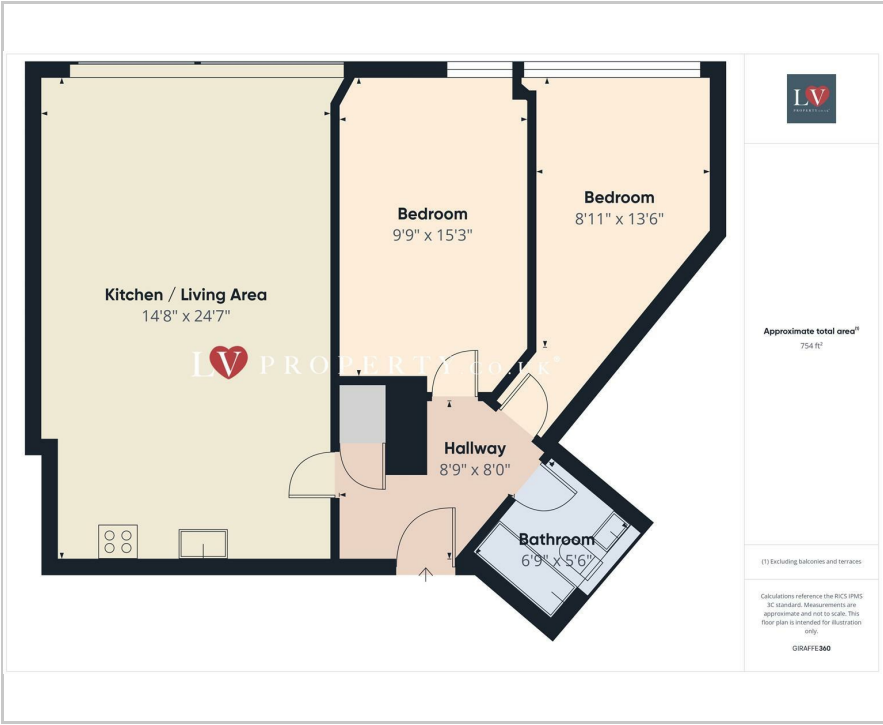 Kitchen / Living Area
14'8" x 24'7"
Bedroom
9'9" x 15'3"
Bedroom
8'11" x 13'6"
LV PROPERTY.CO.UK
Hallway
8'9" x 8'0"
Bathroom
6'9" x 5'6"
LV
PROPERTY.CO.UK
Approximate total area(1)
754 ft²
(1) Excluding balconies and terraces
Calculations reference the RICS IPMS
3C standard. Measurements are
approximate and not to scale. This
floor plan is intended for illustration
only.
GIRAFFE360